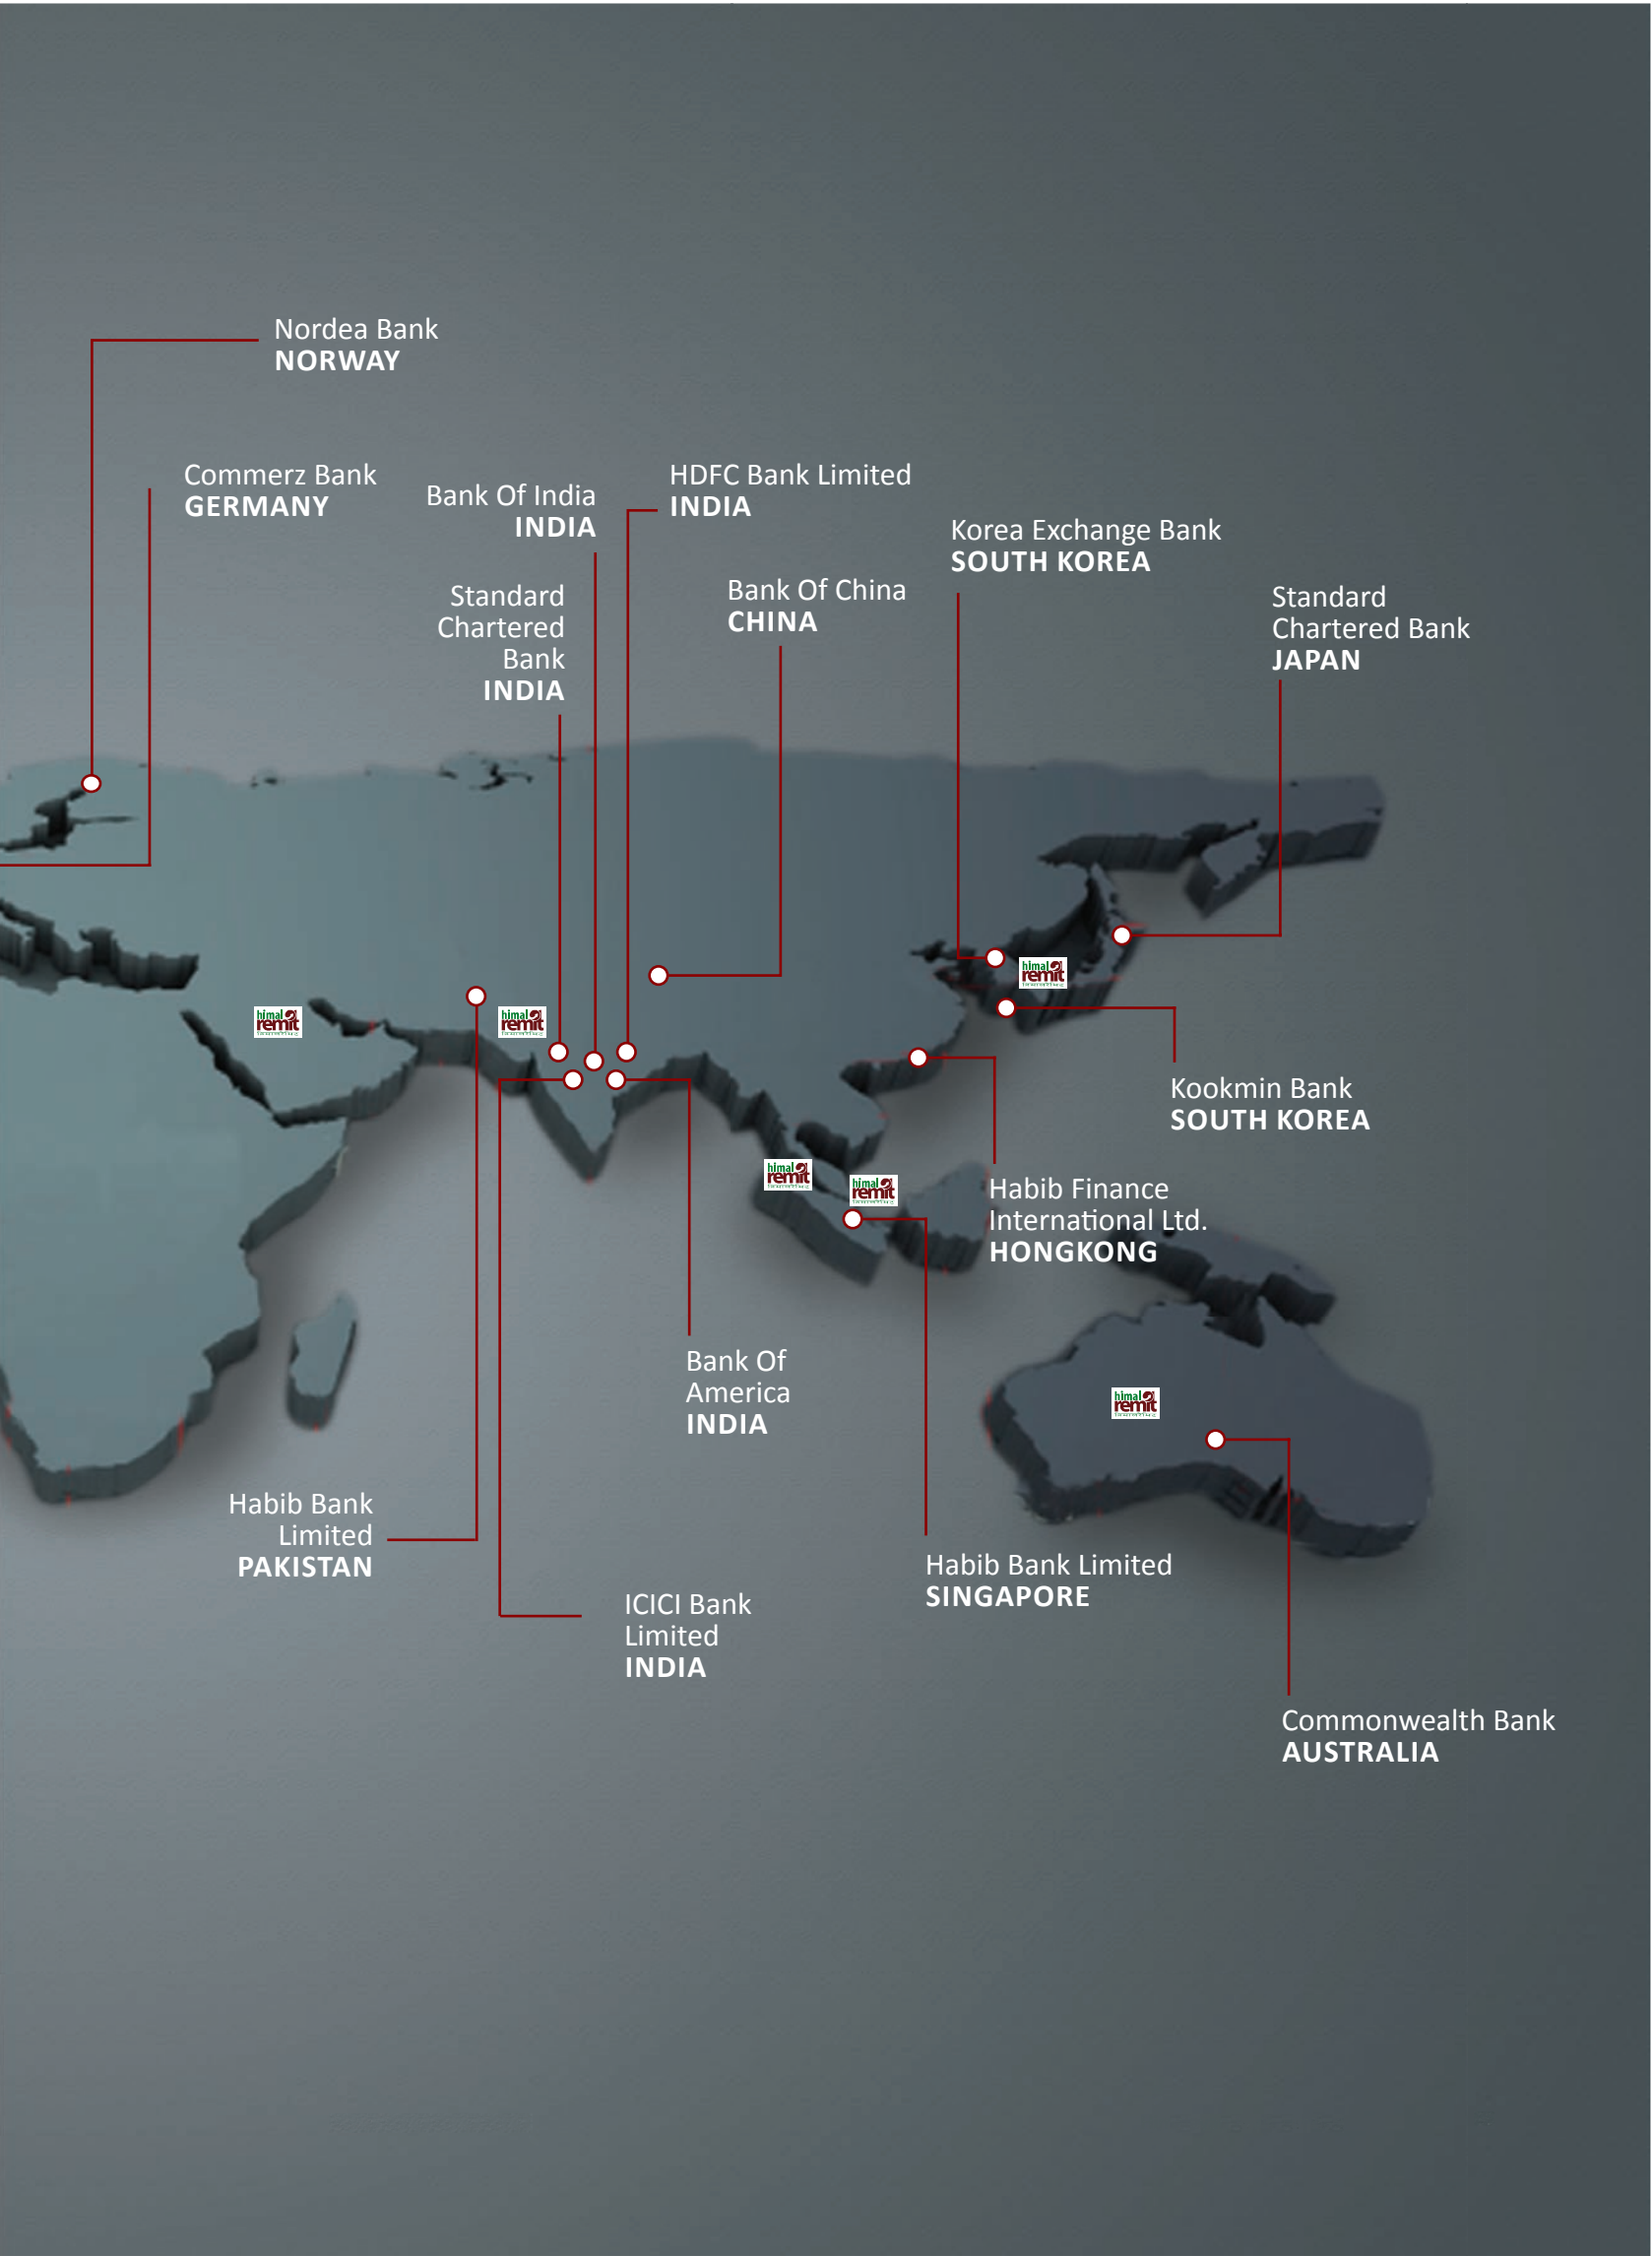 Nordea Bank
NORWAY
Commerz Bank
GERMANY
Bank Of India
INDIA
HDFC Bank Limited
INDIA
Korea Exchange Bank
SOUTH KOREA
Standard
Chartered
Bank
INDIA
Bank Of China
CHINA
Standard
Chartered Bank
JAPAN
himal
remit
himal
remit
himal
remit
Kookmin Bank
SOUTH KOREA
himal
remit
himal
remit
Habib Finance
International Ltd.
HONGKONG
Bank Of
America
INDIA
himal
remit
Habib Bank
Limited
PAKISTAN
Habib Bank Limited
SINGAPORE
ICICI Bank
Limited
INDIA
Commonwealth Bank
AUSTRALIA